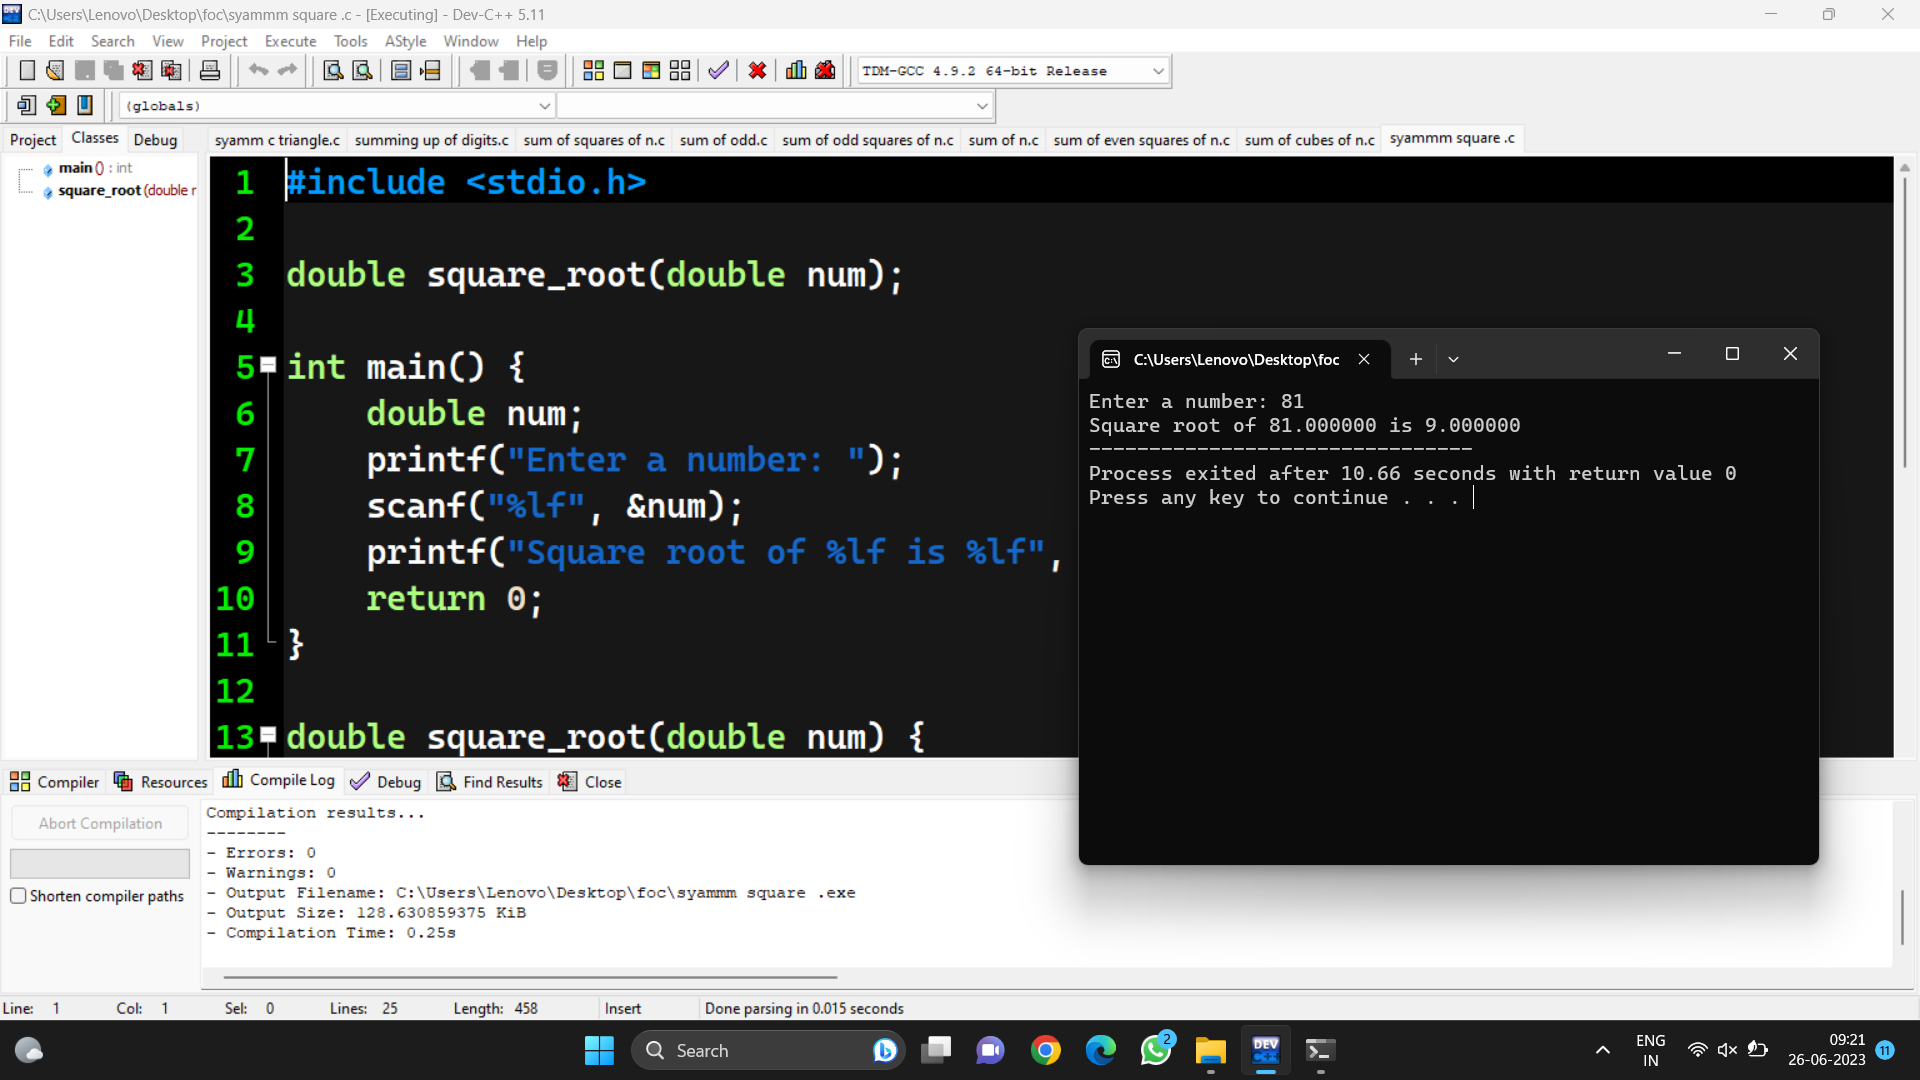 C:\Users\Lenovo\Desktop\foc\syammm square .c - [Executing] - Dev-C++ 5.11
File Edit Search View Project Execute Tools AStyle Window Help
TDM-GCC 4.9.2 64-bit Release
(globals)
Project Classes Debug
syamm c triangle.c summing up of digits.c sum of squares of n.c sum of odd.c sum of odd squares of n.c sum of n.c sum of even squares of n.c sum of cubes of n.c syammm square .c
main () : int
square_root (double r
1 #include <stdio.h>
2
3 double square_root(double num);
4
5 int main() {
6 double num;
7 printf("Enter a number: ");
8 scanf("%lf", &num);
9 printf("Square root of %lf is %lf",
10 return 0;
11 }
12
13 double square_root(double num) {
C:\Users\Lenovo\Desktop\foc
Enter a number: 81
Square root of 81.000000 is 9.000000
--------------------------------
Process exited after 10.66 seconds with return value 0
Press any key to continue . . .
Compiler Resources Compile Log Debug Find Results Close
Abort Compilation
Shorten compiler paths
Compilation results...
--------
- Errors: 0
- Warnings: 0
- Output Filename: C:\Users\Lenovo\Desktop\foc\syammm square .exe
- Output Size: 128.630859375 KiB
- Compilation Time: 0.25s
Line: 1 Col: 1 Sel: 0 Lines: 25 Length: 458 Insert Done parsing in 0.015 seconds
Search
DEV C++
2
ENG
IN
09:21
26-06-2023
11